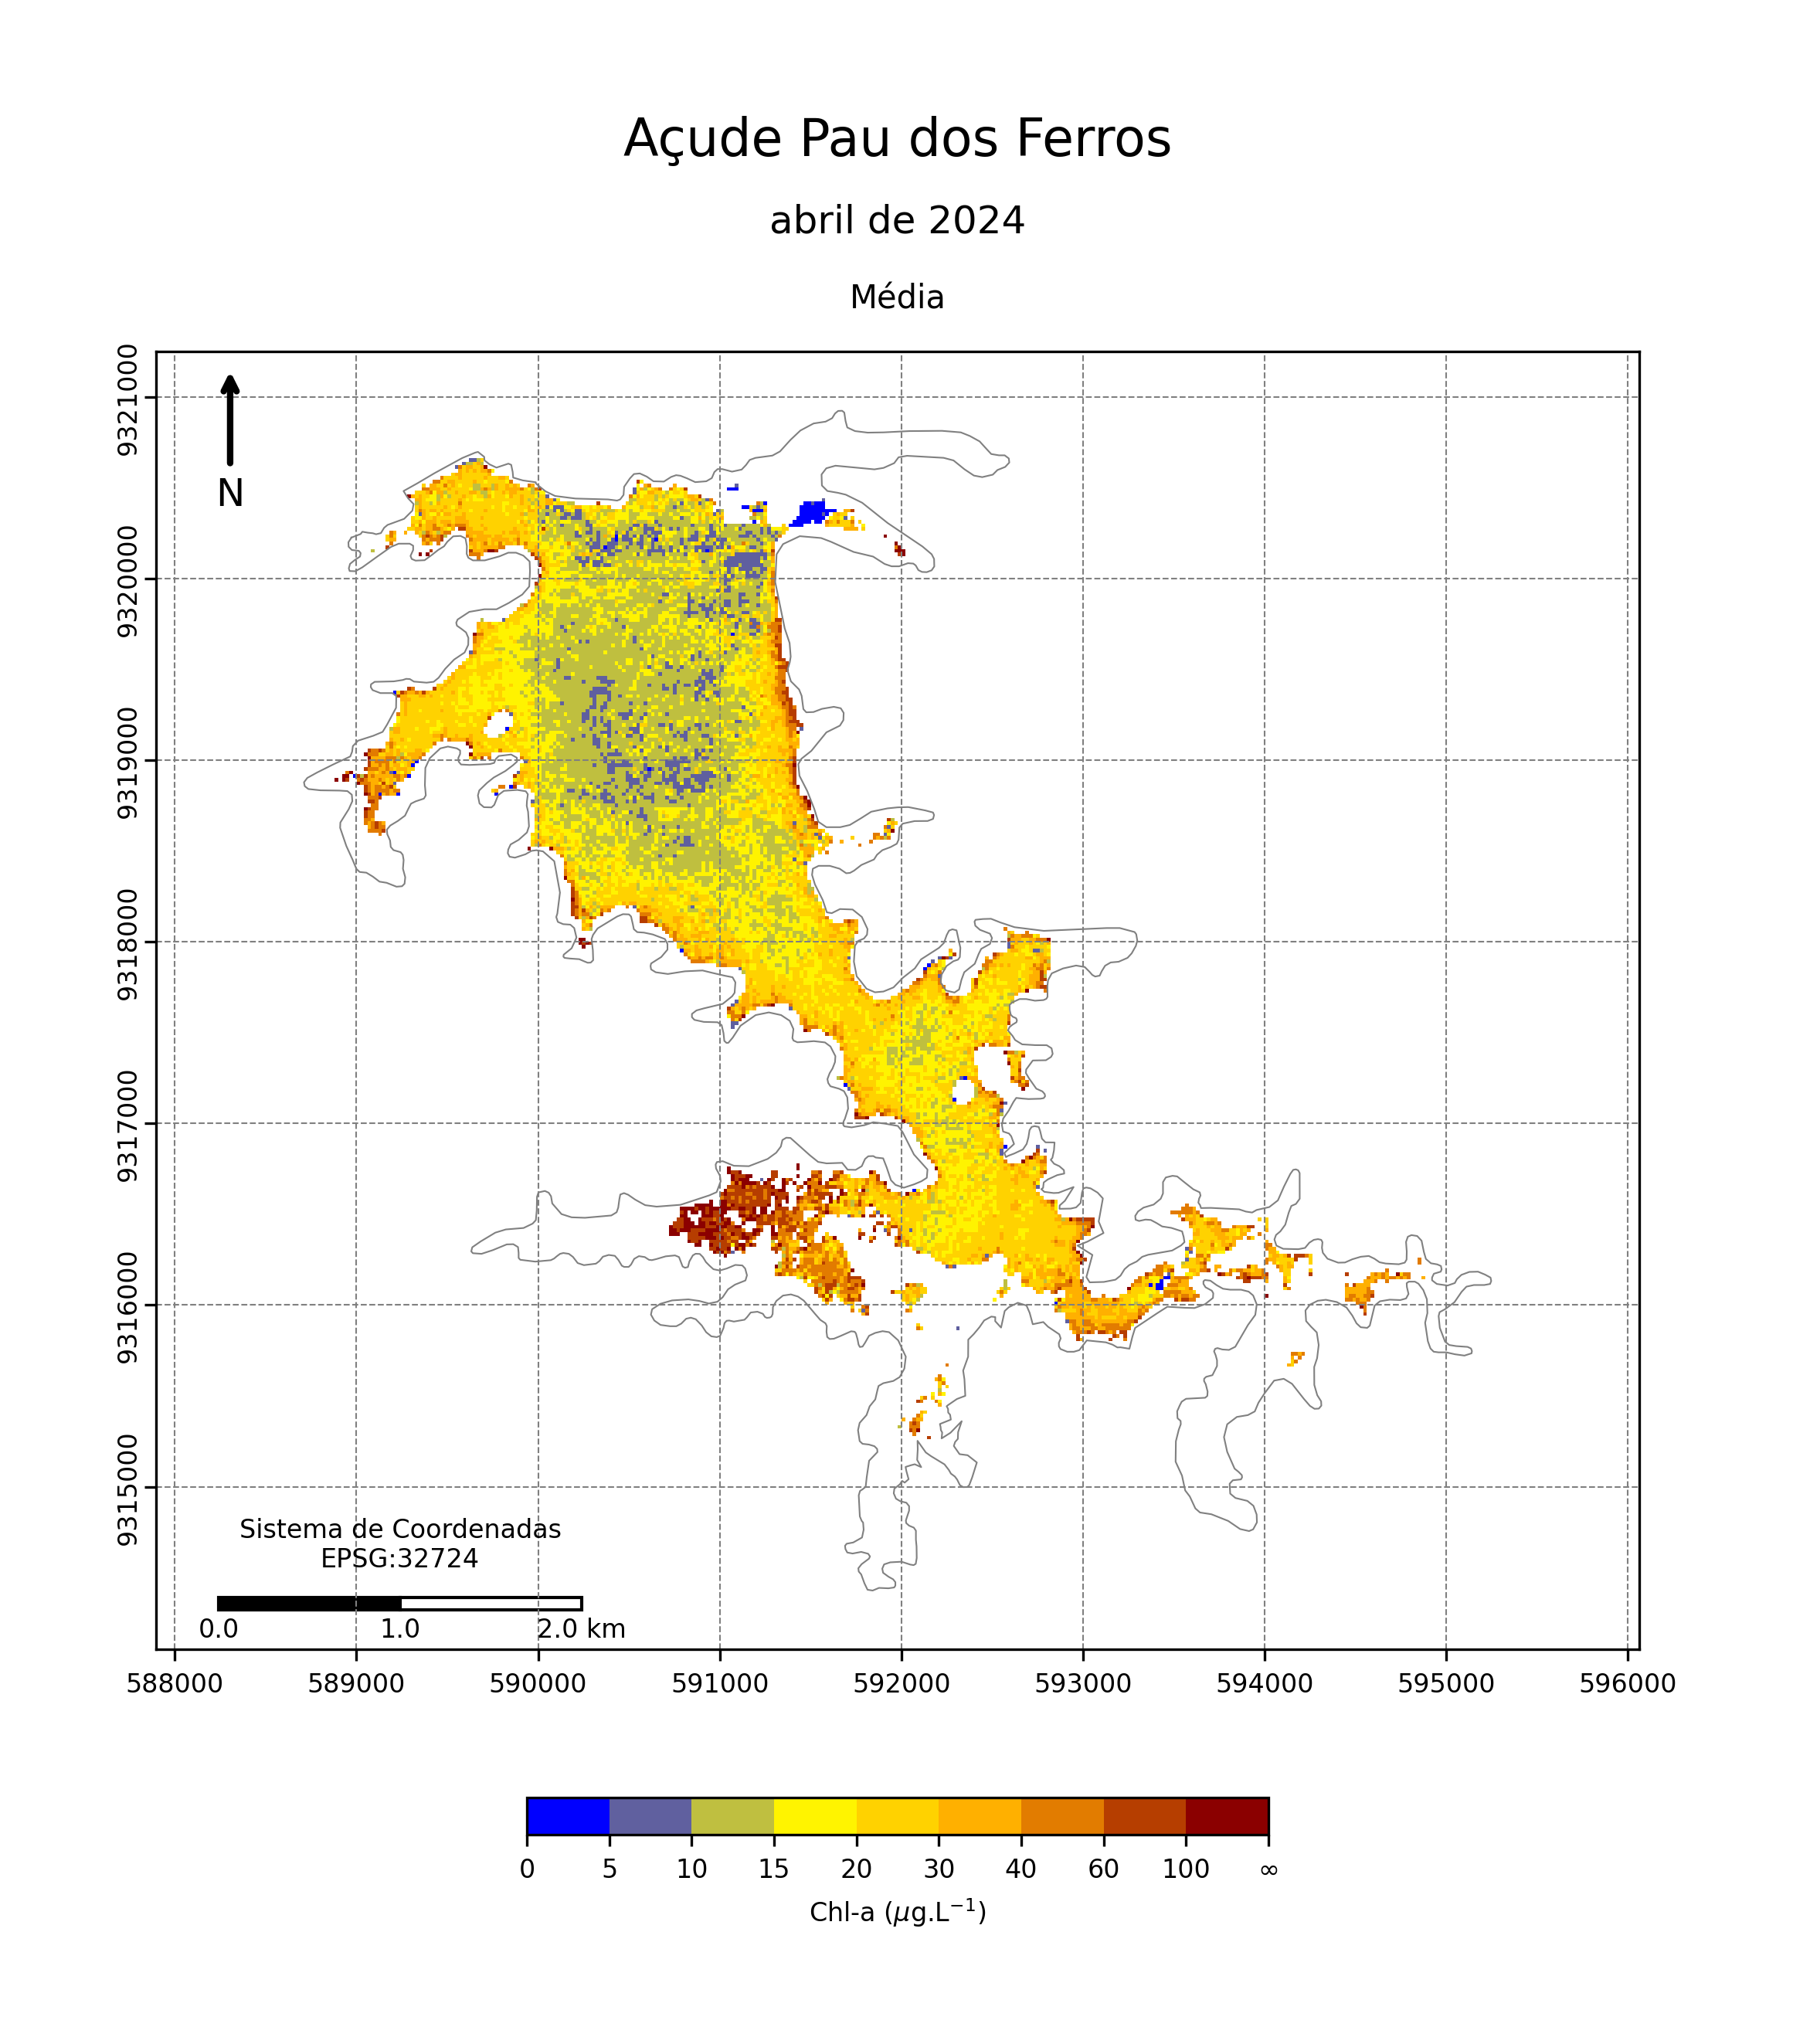 Açude Pau dos Ferros
abril de 2024
Média
9321000
9320000
9319000
9318000
9317000
9316000
9315000
N
Sistema de Coordenadas
EPSG:32724
0.0 1.0 2.0 km
588000 589000 590000 591000 592000 593000 594000 595000 596000
0 5 10 15 20 30 40 60 100 ∞
Chl-a (μg.L⁻¹)